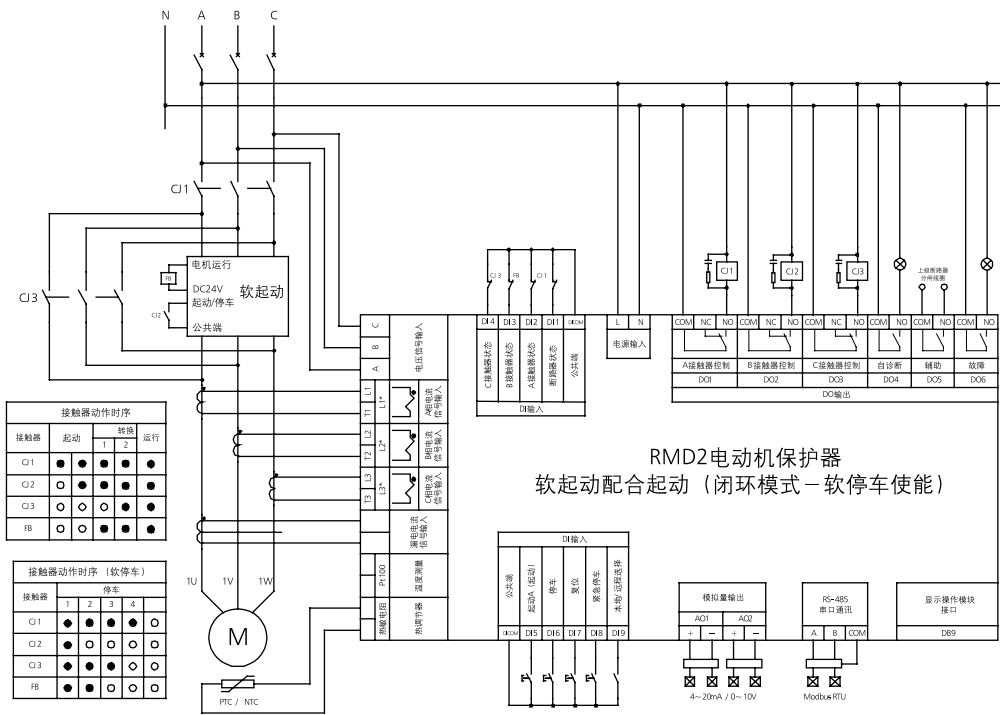 N A B C
CJ1
电机运行
FB
DC24V
软起动
起动/停车
CJ2
公共端
CJ3
CJ3 FB CJ1
CJ1 CJ2 CJ3
上级断路器
分闸线圈
C
B
A
电压信号输入
L1
T1
L1*
A相电流
信号输入
L2
T2
L2*
B相电流
信号输入
L3
T3
L3*
C相电流
信号输入
漏电电流
信号输入
Pt100
温度测量
热敏电阻
热调节器
DI4 DI3 DI2 DI1 DICOM
C接触器状态
B接触器状态
A接触器状态
断路器状态
公共端
DI输入
L N
电源输入
COM NC NO COM NC NO COM NC NO COM NO COM NO COM NO
A接触器控制 B接触器控制 C接触器控制 自诊断 辅助 故障
DO1 DO2 DO3 DO4 DO5 DO6
DO输出
RMD2电动机保护器
软起动配合起动（闭环模式－软停车使能）
接触器动作时序
接触器 起动 转换 运行
1 2
CJ1
CJ2
CJ3
FB
接触器动作时序（软停车）
接触器 停车
1 2 3 4
CJ1
CJ2
CJ3
FB
1U 1V 1W
M
PTC / NTC
DI输入
公共端
起动A（起动）
停车
复位
紧急停车
本地/远程选择
DICOM DI5 DI6 DI7 DI8 DI9
模拟量输出
AO1 AO2
+ − + −
4~20mA / 0~10V
RS-485
串口通讯
A B COM
Modbus RTU
显示操作模块
接口
DB9